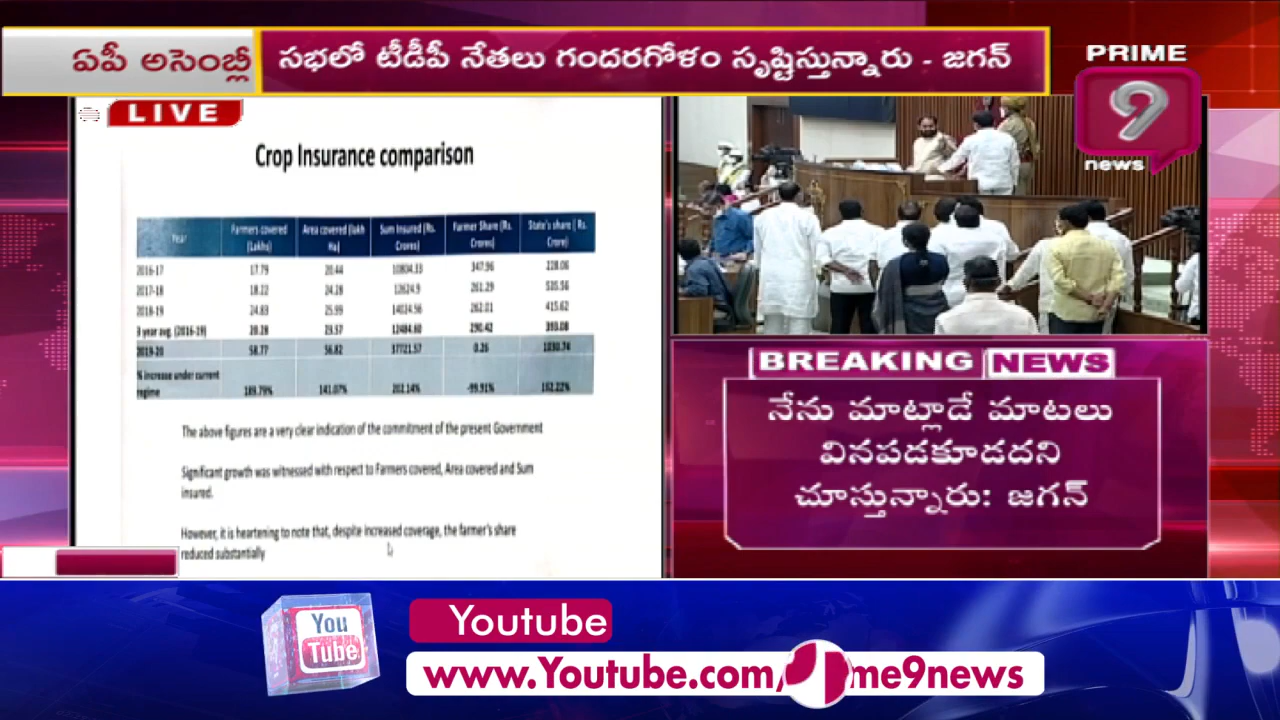 ఏపీ అసెంబ్లీ
సభలో టీడీపీ నేతలు గందరగోళం సృష్టిస్తున్నారు - జగన్
PRIME
9
news
LIVE
Crop Insurance comparison
Year Farmers covered (Lakhs) Area covered (lakh Ha) Sum Insured (Rs. Crores) Farmer Share (Rs. Crores) State's share ( Rs. Crore)
2016-17 17.79 20.44 10804.33 347.96 228.06
2017-18 18.22 24.28 12624.9 261.29 535.56
2018-19 24.83 25.99 14024.56 262.01 415.62
3 year avg. (2016-19) 20.28 23.57 12484.60 290.42 393.08
2019-20 58.77 56.82 37721.57 0.26 1030.74
% increase under current regime 189.79% 141.07% 202.14% -99.91% 162.22%
The above figures are a very clear indication of the commitment of the present Government
Significant growth was witnessed with respect to Farmers covered, Area covered and Sum
insured.
However, it is heartening to note that, despite increased coverage, the farmer's share
reduced substantially
BREAKING NEWS
నేను మాట్లాడే మాటలు
వినపడకూడదని
చూస్తున్నారు: జగన్
You
Tube
Youtube
www.Youtube.com/ me9news